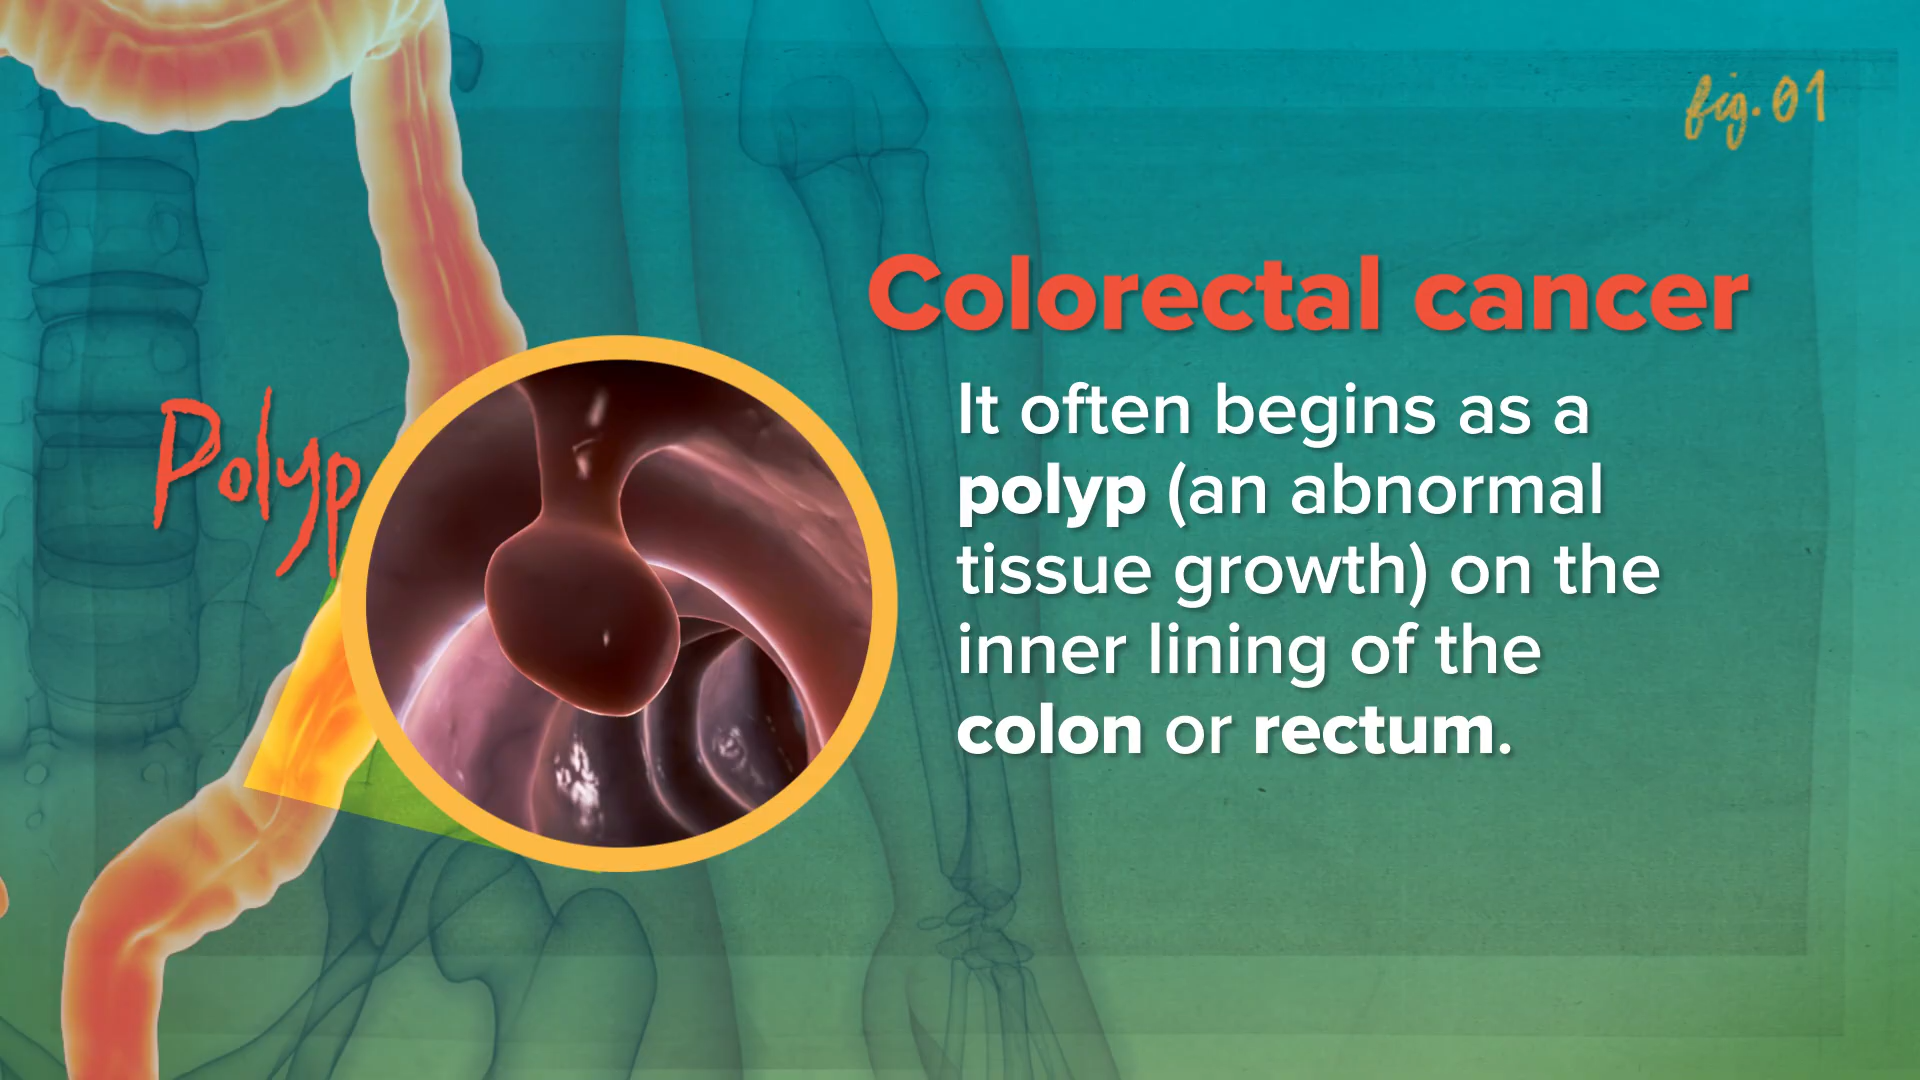 fig. 01
Colorectal cancer
Polyp
It often begins as a
polyp (an abnormal
tissue growth) on the
inner lining of the
colon or rectum.